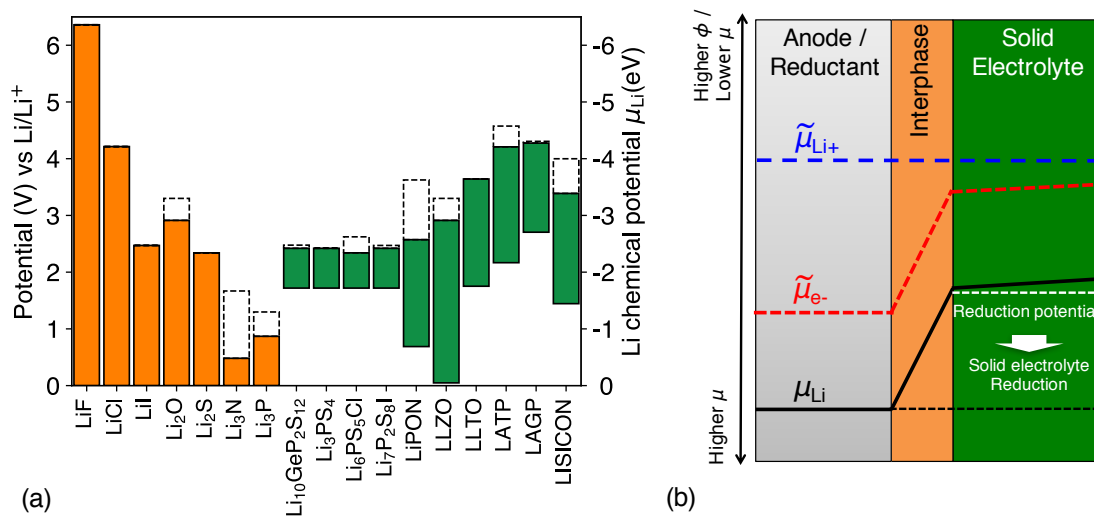 Potential (V) vs Li/Li⁺
6
5
4
3
2
1
0
-6
-5
-4
-3
-2
-1
0
Li chemical potential μLi(eV)
LiF
LiCl
LiI
Li₂O
Li₂S
Li₃N
Li₃P
Li₁₀GeP₂S₁₂
Li₃PS₄
Li₆PS₅Cl
Li₇P₂S₈I
LiPON
LLZO
LLTO
LATP
LAGP
LISICON
(a)
Higher ϕ /
Lower μ
Higher μ
Anode /
Reductant
Interphase
Solid
Electrolyte
μ̃Li+
μ̃e-
μLi
Reduction potential
Solid electrolyte
Reduction
(b)